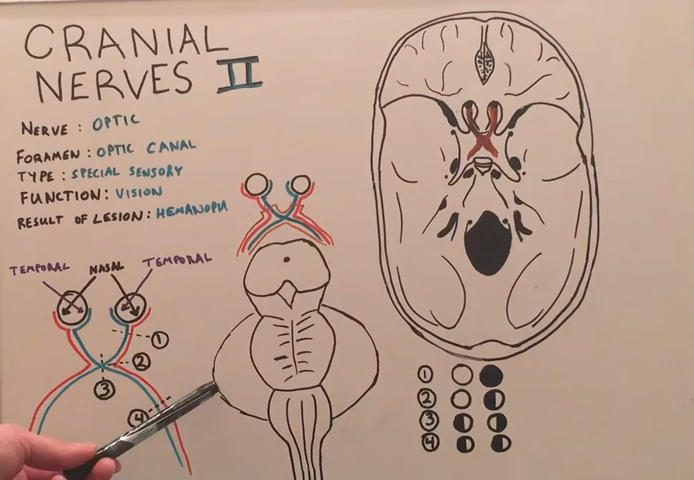 CRANIAL
NERVES II
NERVE: OPTIC
FORAMEN: OPTIC CANAL
TYPE: SPECIAL SENSORY
FUNCTION: VISION
RESULT OF LESION: HEMANOPIA
TEMPORAL NASAL TEMPORAL
1
2
3
4
1
2
3
4